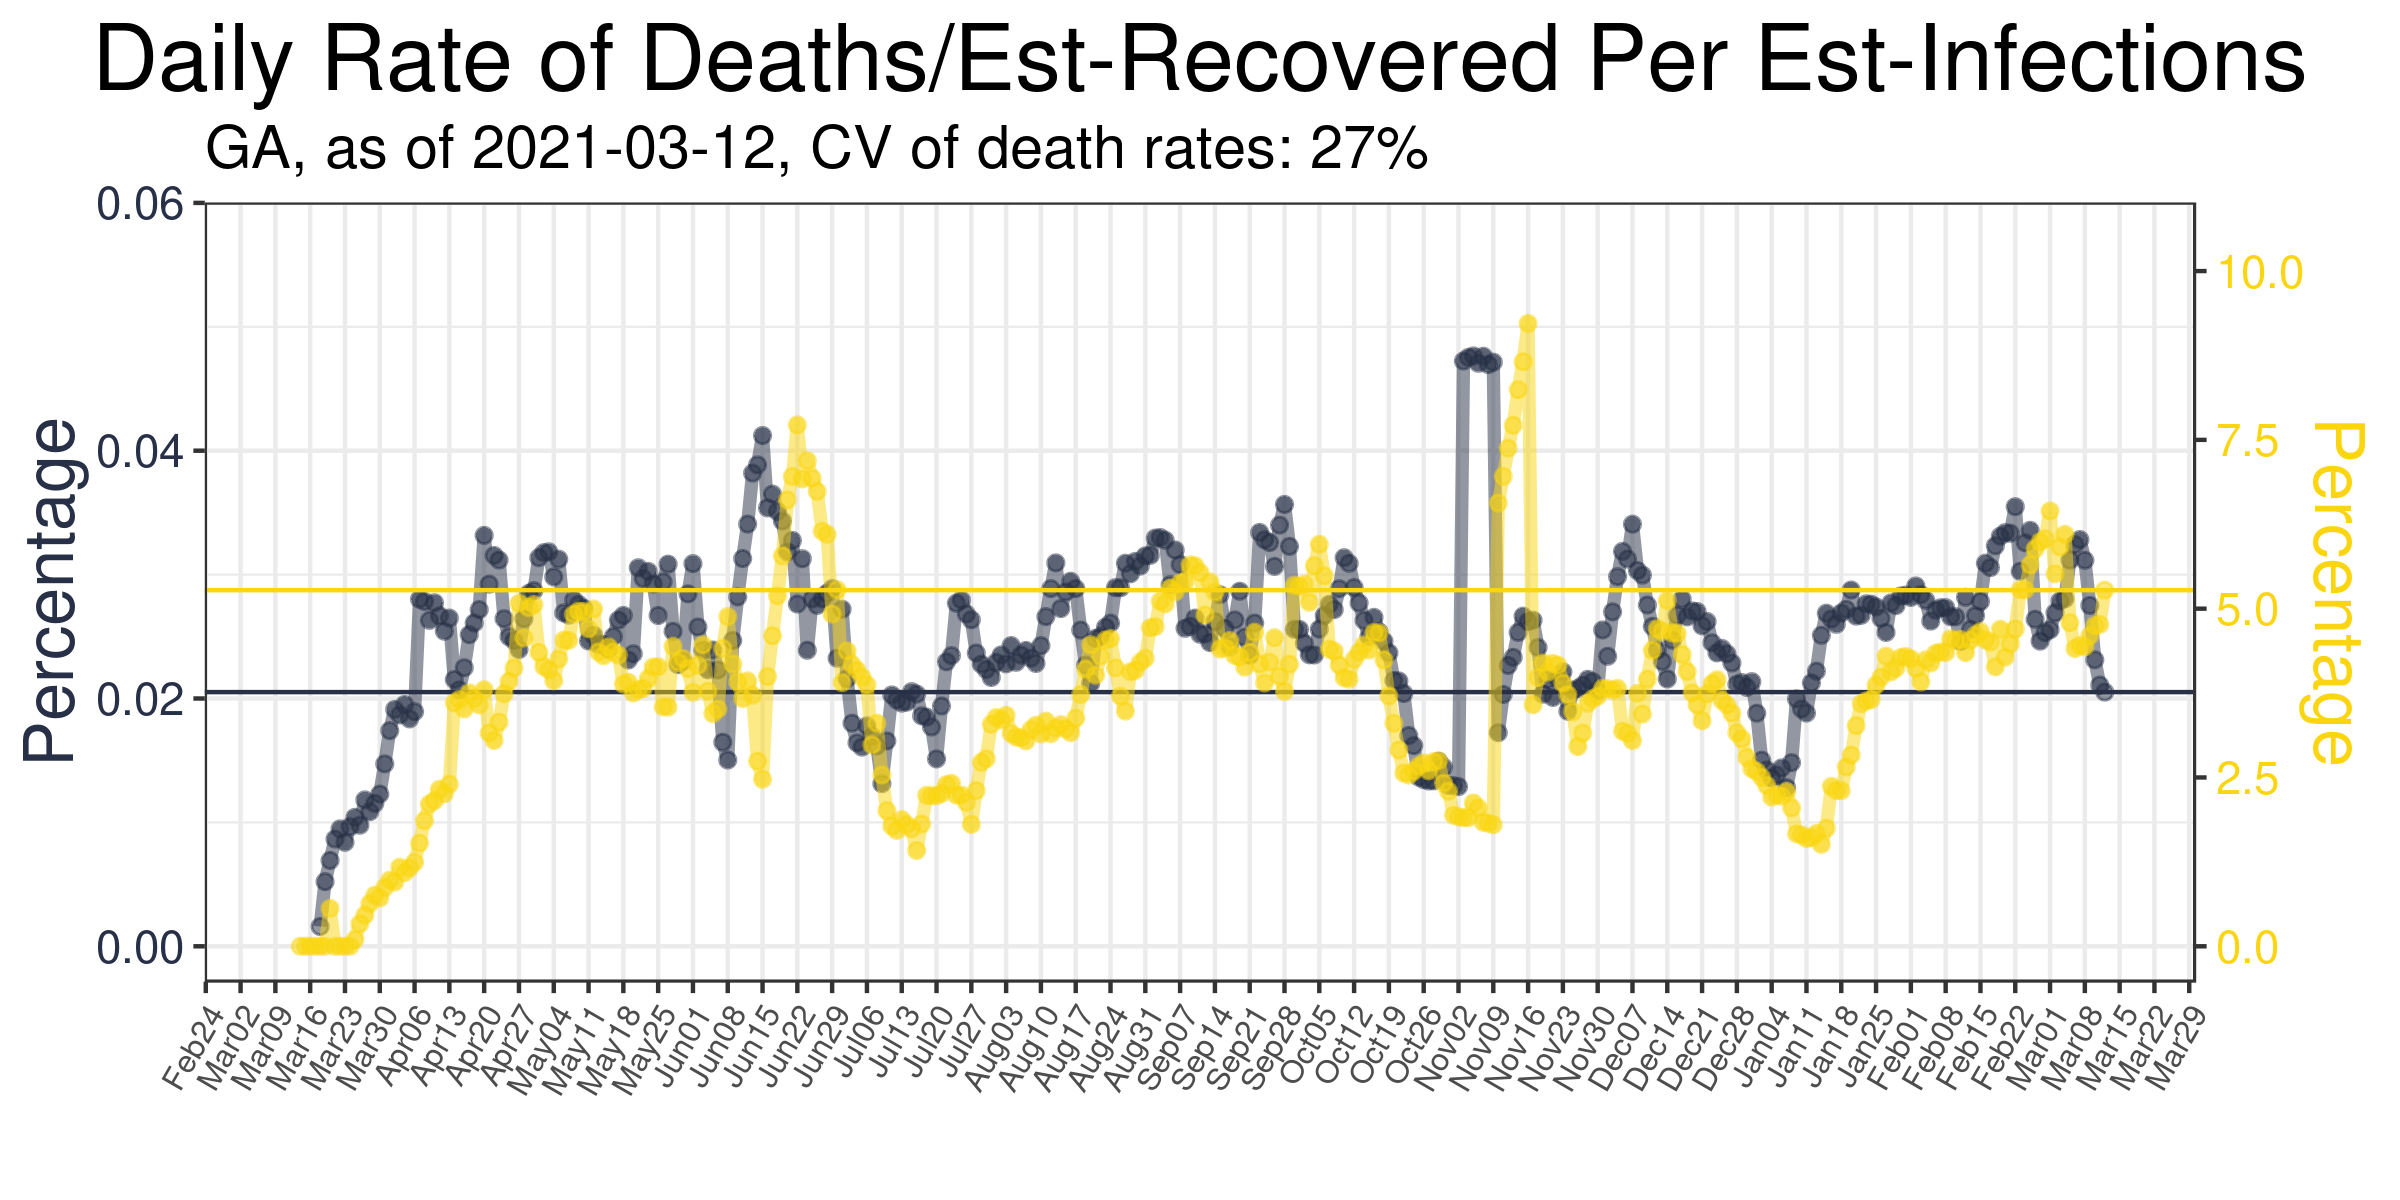 Daily Rate of Deaths/Est-Recovered Per Est-Infections
GA, as of 2021-03-12, CV of death rates: 27%
Percentage
0.06
0.04
0.02
0.00
10.0
7.5
5.0
2.5
0.0
Percentage
Feb24
Mar02
Mar09
Mar16
Mar23
Mar30
Apr06
Apr13
Apr20
Apr27
May04
May11
May18
May25
Jun01
Jun08
Jun15
Jun22
Jun29
Jul06
Jul13
Jul20
Jul27
Aug03
Aug10
Aug17
Aug24
Aug31
Sep07
Sep14
Sep21
Sep28
Oct05
Oct12
Oct19
Oct26
Nov02
Nov09
Nov16
Nov23
Nov30
Dec07
Dec14
Dec21
Dec28
Jan04
Jan11
Jan18
Jan25
Feb01
Feb08
Feb15
Feb22
Mar01
Mar08
Mar15
Mar22
Mar29